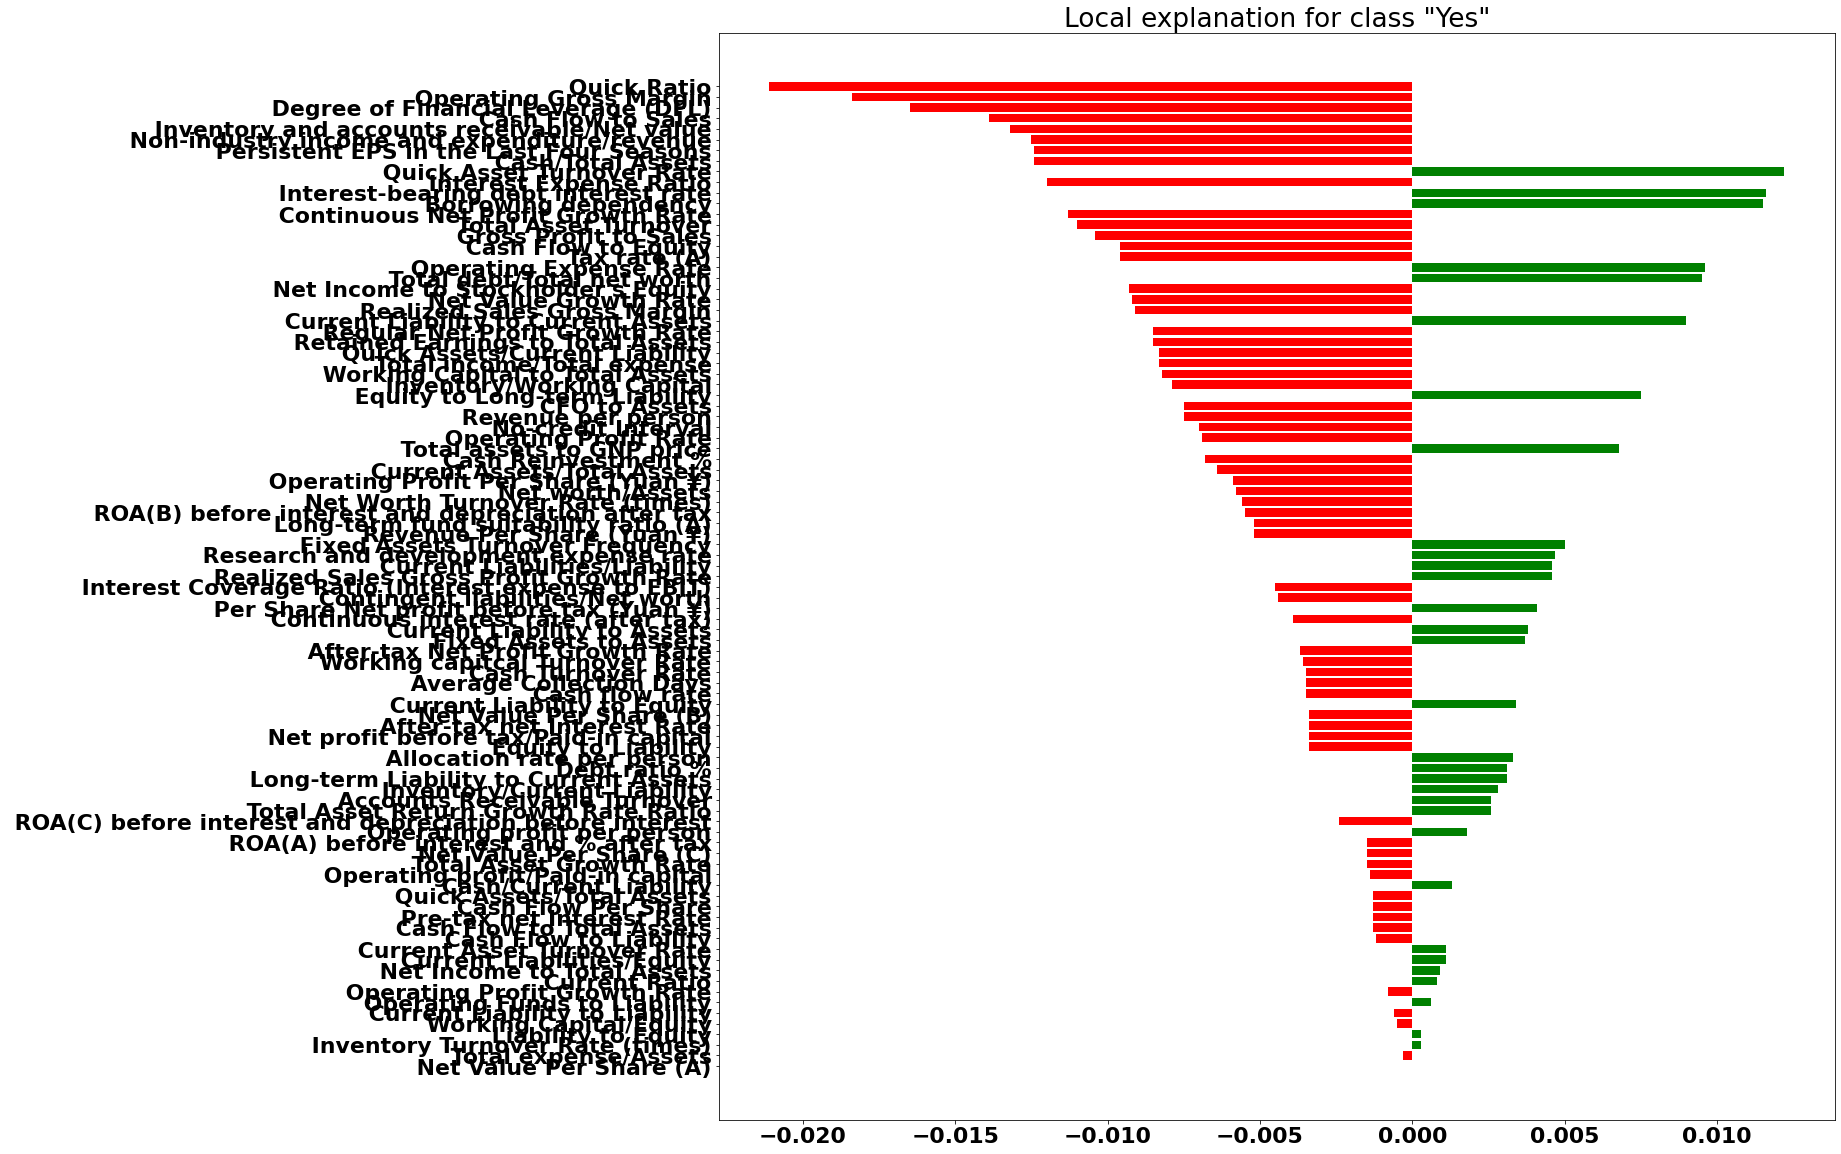 Local explanation for class "Yes"
Quick Ratio
Operating Gross Margin
Degree of Financial Leverage (DFL)
Cash Flow to Sales
Inventory and accounts receivable/Net value
Non-industry income and expenditure/revenue
Persistent EPS in the Last Four Seasons
Cash/Total Assets
Quick Asset Turnover Rate
Interest Expense Ratio
Interest-bearing debt interest rate
Borrowing dependency
Continuous Net Profit Growth Rate
Total Asset Turnover
Gross Profit to Sales
Cash Flow to Equity
Tax rate (A)
Operating Expense Rate
Total debt/Total net worth
Net Income to Stockholder's Equity
Net Value Growth Rate
Realized Sales Gross Margin
Current Liability to Current Assets
Regular Net Profit Growth Rate
Retained Earnings to Total Assets
Quick Assets/Current Liability
Total income/Total expense
Working Capital to Total Assets
Inventory/Working Capital
Equity to Long-term Liability
CFO to Assets
Revenue per person
No-credit Interval
Operating Profit Rate
Total assets to GNP price
Cash Reinvestment %
Current Assets/Total Assets
Operating Profit Per Share (Yuan ¥)
Net worth/Assets
Net Worth Turnover Rate (times)
ROA(B) before interest and depreciation after tax
Long-term fund suitability ratio (A)
Revenue Per Share (Yuan ¥)
Fixed Assets Turnover Frequency
Research and development expense rate
Current Liabilities/Liability
Realized Sales Gross Profit Growth Rate
Interest Coverage Ratio (Interest expense to EBIT)
Contingent liabilities/Net worth
Per Share Net profit before tax (Yuan ¥)
Continuous interest rate (after tax)
Current Liability to Assets
Fixed Assets to Assets
After-tax Net Profit Growth Rate
Working capitcal Turnover Rate
Cash Turnover Rate
Average Collection Days
Cash flow rate
Current Liability to Equity
Net Value Per Share (B)
After-tax net Interest Rate
Net profit before tax/Paid-in capital
Equity to Liability
Allocation rate per person
Debt ratio %
Long-term Liability to Current Assets
Inventory/Current Liability
Accounts Receivable Turnover
Total Asset Return Growth Rate Ratio
ROA(C) before interest and depreciation before interest
Operating profit per person
ROA(A) before interest and % after tax
Net Value Per Share (C)
Total Asset Growth Rate
Operating profit/Paid-in capital
Cash/Current Liability
Quick Assets/Total Assets
Cash Flow Per Share
Pre-tax net Interest Rate
Cash Flow to Total Assets
Cash Flow to Liability
Current Asset Turnover Rate
Current Liabilities/Equity
Net Income to Total Assets
Current Ratio
Operating Profit Growth Rate
Operating Funds to Liability
Current Liability to Liability
Working Capital/Equity
Liability to Equity
Inventory Turnover Rate (times)
Total expense/Assets
Net Value Per Share (A)
−0.020 −0.015 −0.010 −0.005 0.000 0.005 0.010